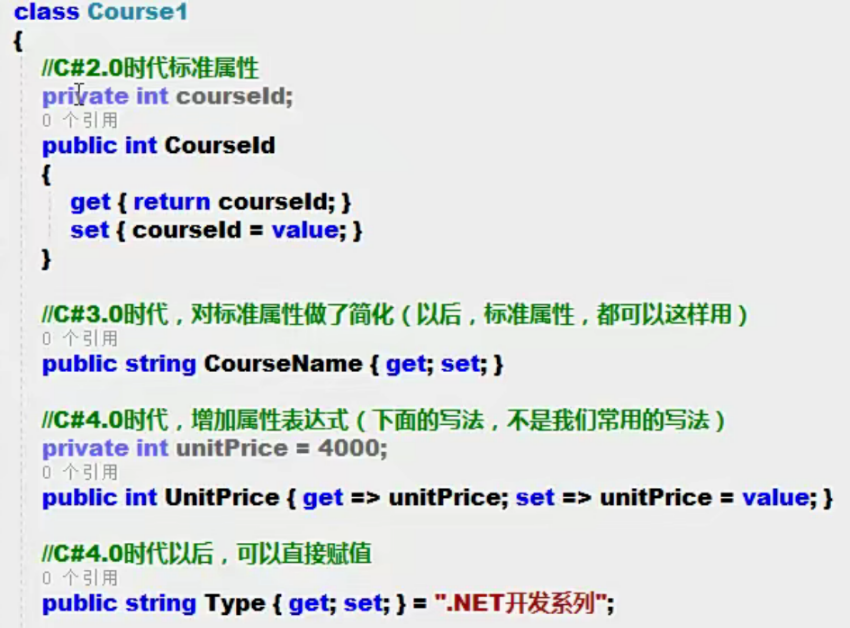 class Course1
{
//C#2.0时代标准属性
private int courseId;
0 个引用
public int CourseId
{
get { return courseId; }
set { courseId = value; }
}
//C#3.0时代，对标准属性做了简化（以后，标准属性，都可以这样用）
0 个引用
public string CourseName { get; set; }
//C#4.0时代，增加属性表达式（下面的写法，不是我们常用的写法）
private int unitPrice = 4000;
0 个引用
public int UnitPrice { get => unitPrice; set => unitPrice = value; }
//C#4.0时代以后，可以直接赋值
0 个引用
public string Type { get; set; } = ".NET开发系列";